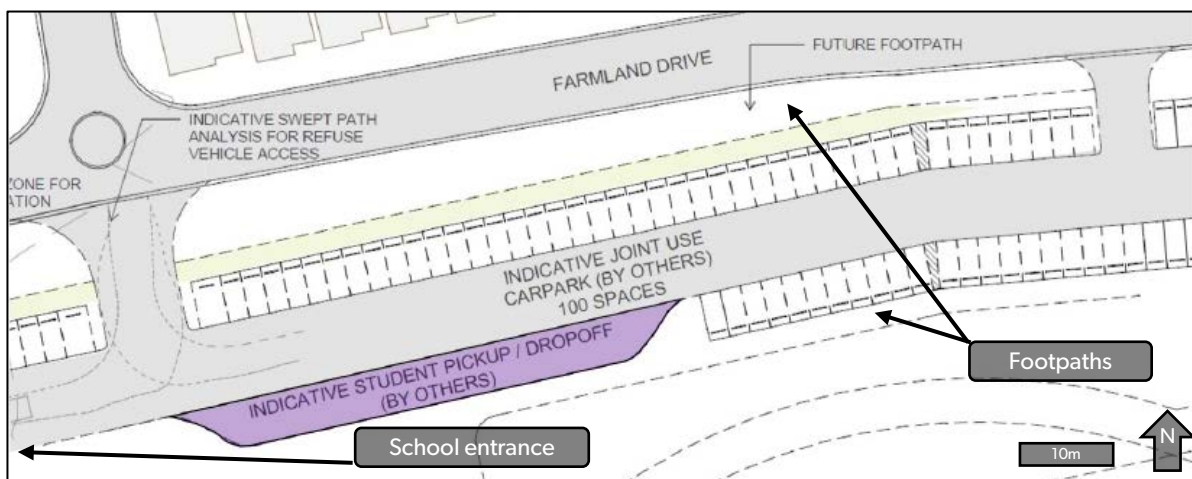 FUTURE FOOTPATH
FARMLAND DRIVE
INDICATIVE SWEPT PATH
ANALYSIS FOR REFUSE
VEHICLE ACCESS
ZONE FOR
ATION
INDICATIVE JOINT USE
CARPARK (BY OTHERS)
100 SPACES
INDICATIVE STUDENT PICKUP / DROPOFF
(BY OTHERS)
Footpaths
School entrance
10m
N